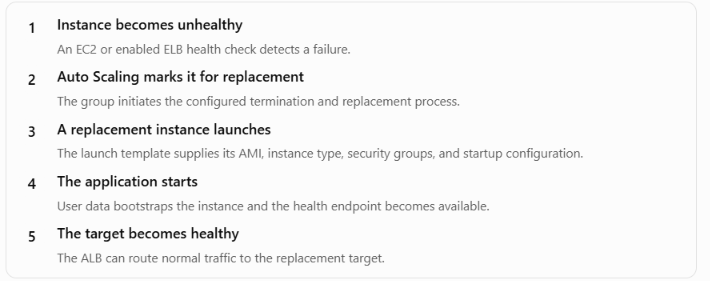 1 Instance becomes unhealthy
An EC2 or enabled ELB health check detects a failure.
2 Auto Scaling marks it for replacement
The group initiates the configured termination and replacement process.
3 A replacement instance launches
The launch template supplies its AMI, instance type, security groups, and startup configuration.
4 The application starts
User data bootstraps the instance and the health endpoint becomes available.
5 The target becomes healthy
The ALB can route normal traffic to the replacement target.